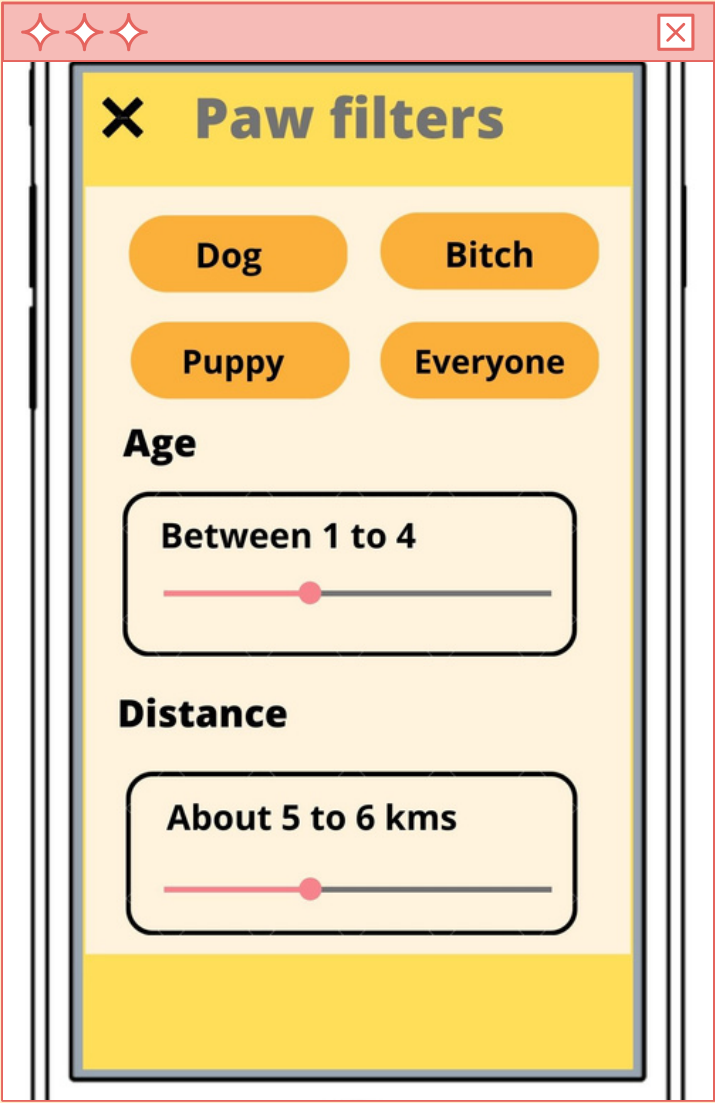 Paw filters
Dog
Bitch
Puppy
Everyone
Age
Between 1 to 4
Distance
About 5 to 6 kms